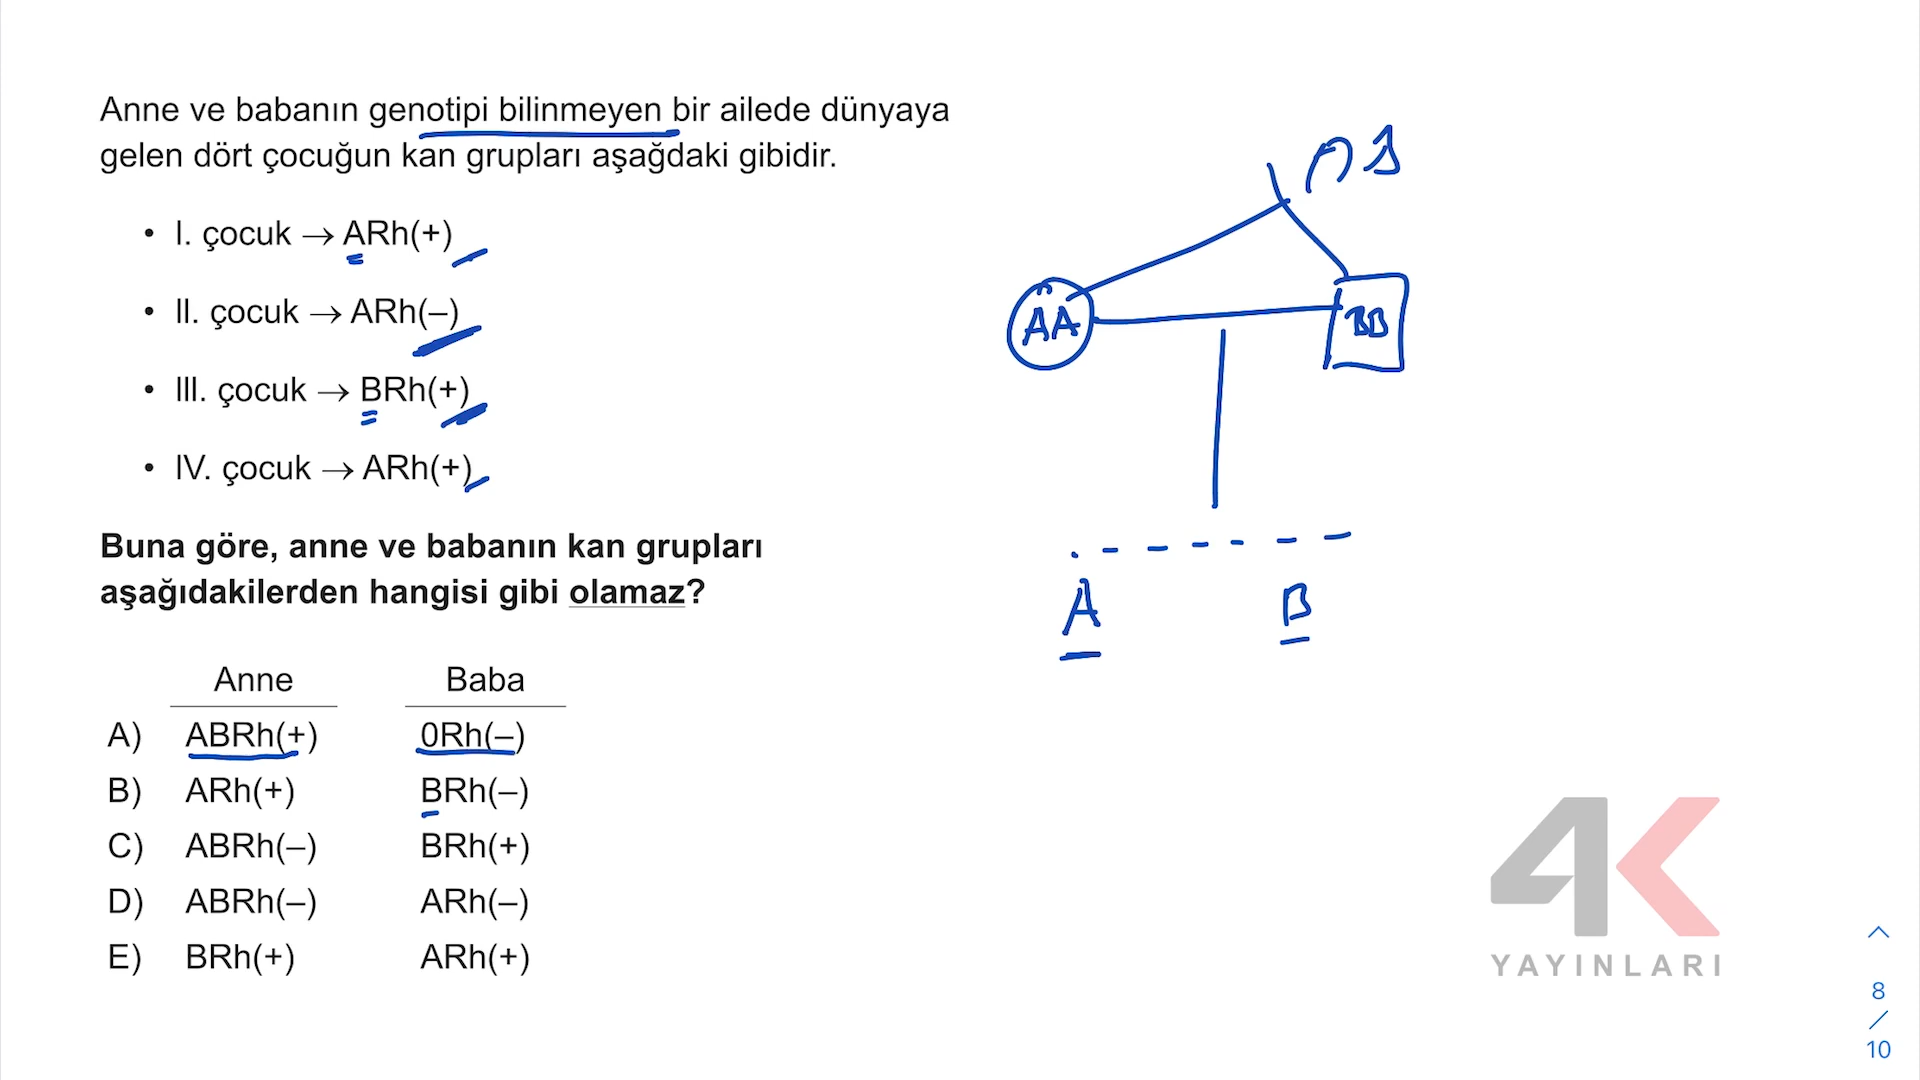 Anne ve babanın genotipi bilinmeyen bir ailede dünyaya
gelen dört çocuğun kan grupları aşağdaki gibidir.
• I. çocuk → ARh(+)
• II. çocuk → ARh(–)
• III. çocuk → BRh(+)
• IV. çocuk → ARh(+)
Buna göre, anne ve babanın kan grupları
aşağıdakilerden hangisi gibi olamaz?
Anne Baba
A) ABRh(+) 0Rh(–)
B) ARh(+) BRh(–)
C) ABRh(–) BRh(+)
D) ABRh(–) ARh(–)
E) BRh(+) ARh(+)
AA BB
A B
4K
YAYINLARI
8
/
10